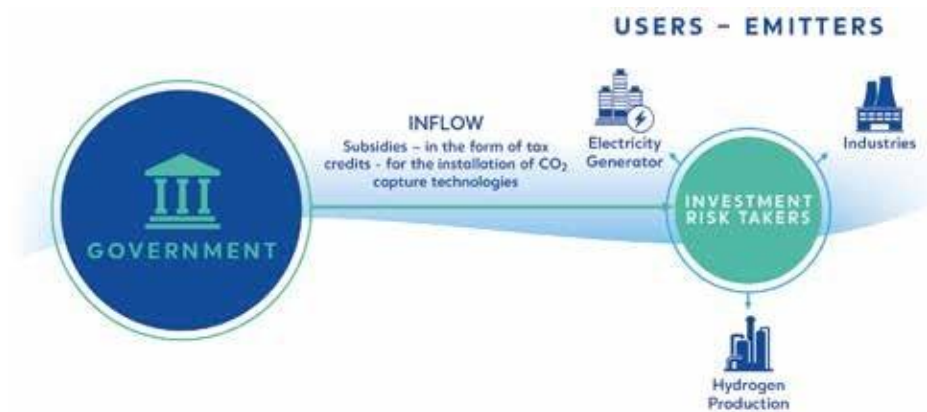 USERS – EMITTERS
INFLOW
Subsidies – in the form of tax
credits - for the installation of CO₂
capture technologies
Electricity
Generator
Industries
GOVERNMENT
INVESTMENT
RISK TAKERS
Hydrogen
Production